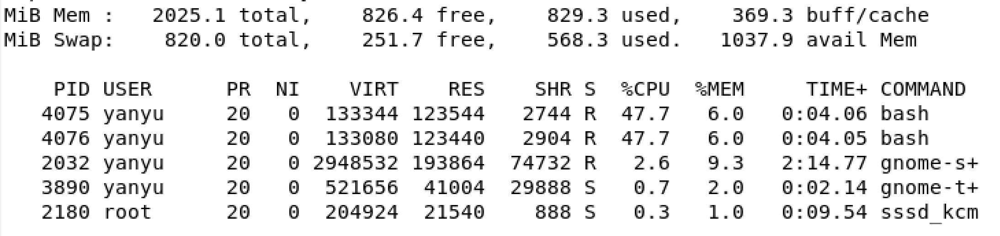 MiB Mem :   2025.1 total,    826.4 free,    829.3 used,    369.3 buff/cache
MiB Swap:    820.0 total,    251.7 free,    568.3 used.   1037.9 avail Mem
    PID USER      PR  NI    VIRT    RES    SHR S  %CPU  %MEM     TIME+ COMMAND
   4075 yanyu     20   0  133344 123544   2744 R  47.7   6.0   0:04.06 bash
   4076 yanyu     20   0  133080 123440   2904 R  47.7   6.0   0:04.05 bash
   2032 yanyu     20   0 2948532 193864  74732 R   2.6   9.3   2:14.77 gnome-s+
   3890 yanyu     20   0  521656  41004  29888 S   0.7   2.0   0:02.14 gnome-t+
   2180 root      20   0  204924  21540    888 S   0.3   1.0   0:09.54 sssd_kcm